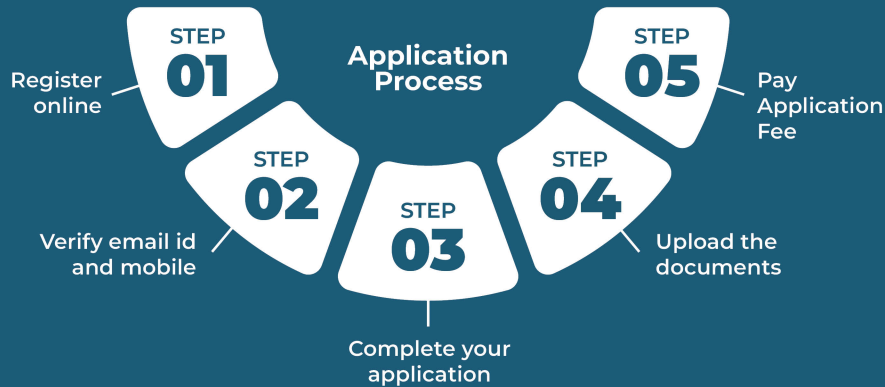 Application
Process
STEP
01
Register
online
STEP
02
Verify email id
and mobile
STEP
03
Complete your
application
STEP
04
Upload the
documents
STEP
05
Pay
Application
Fee